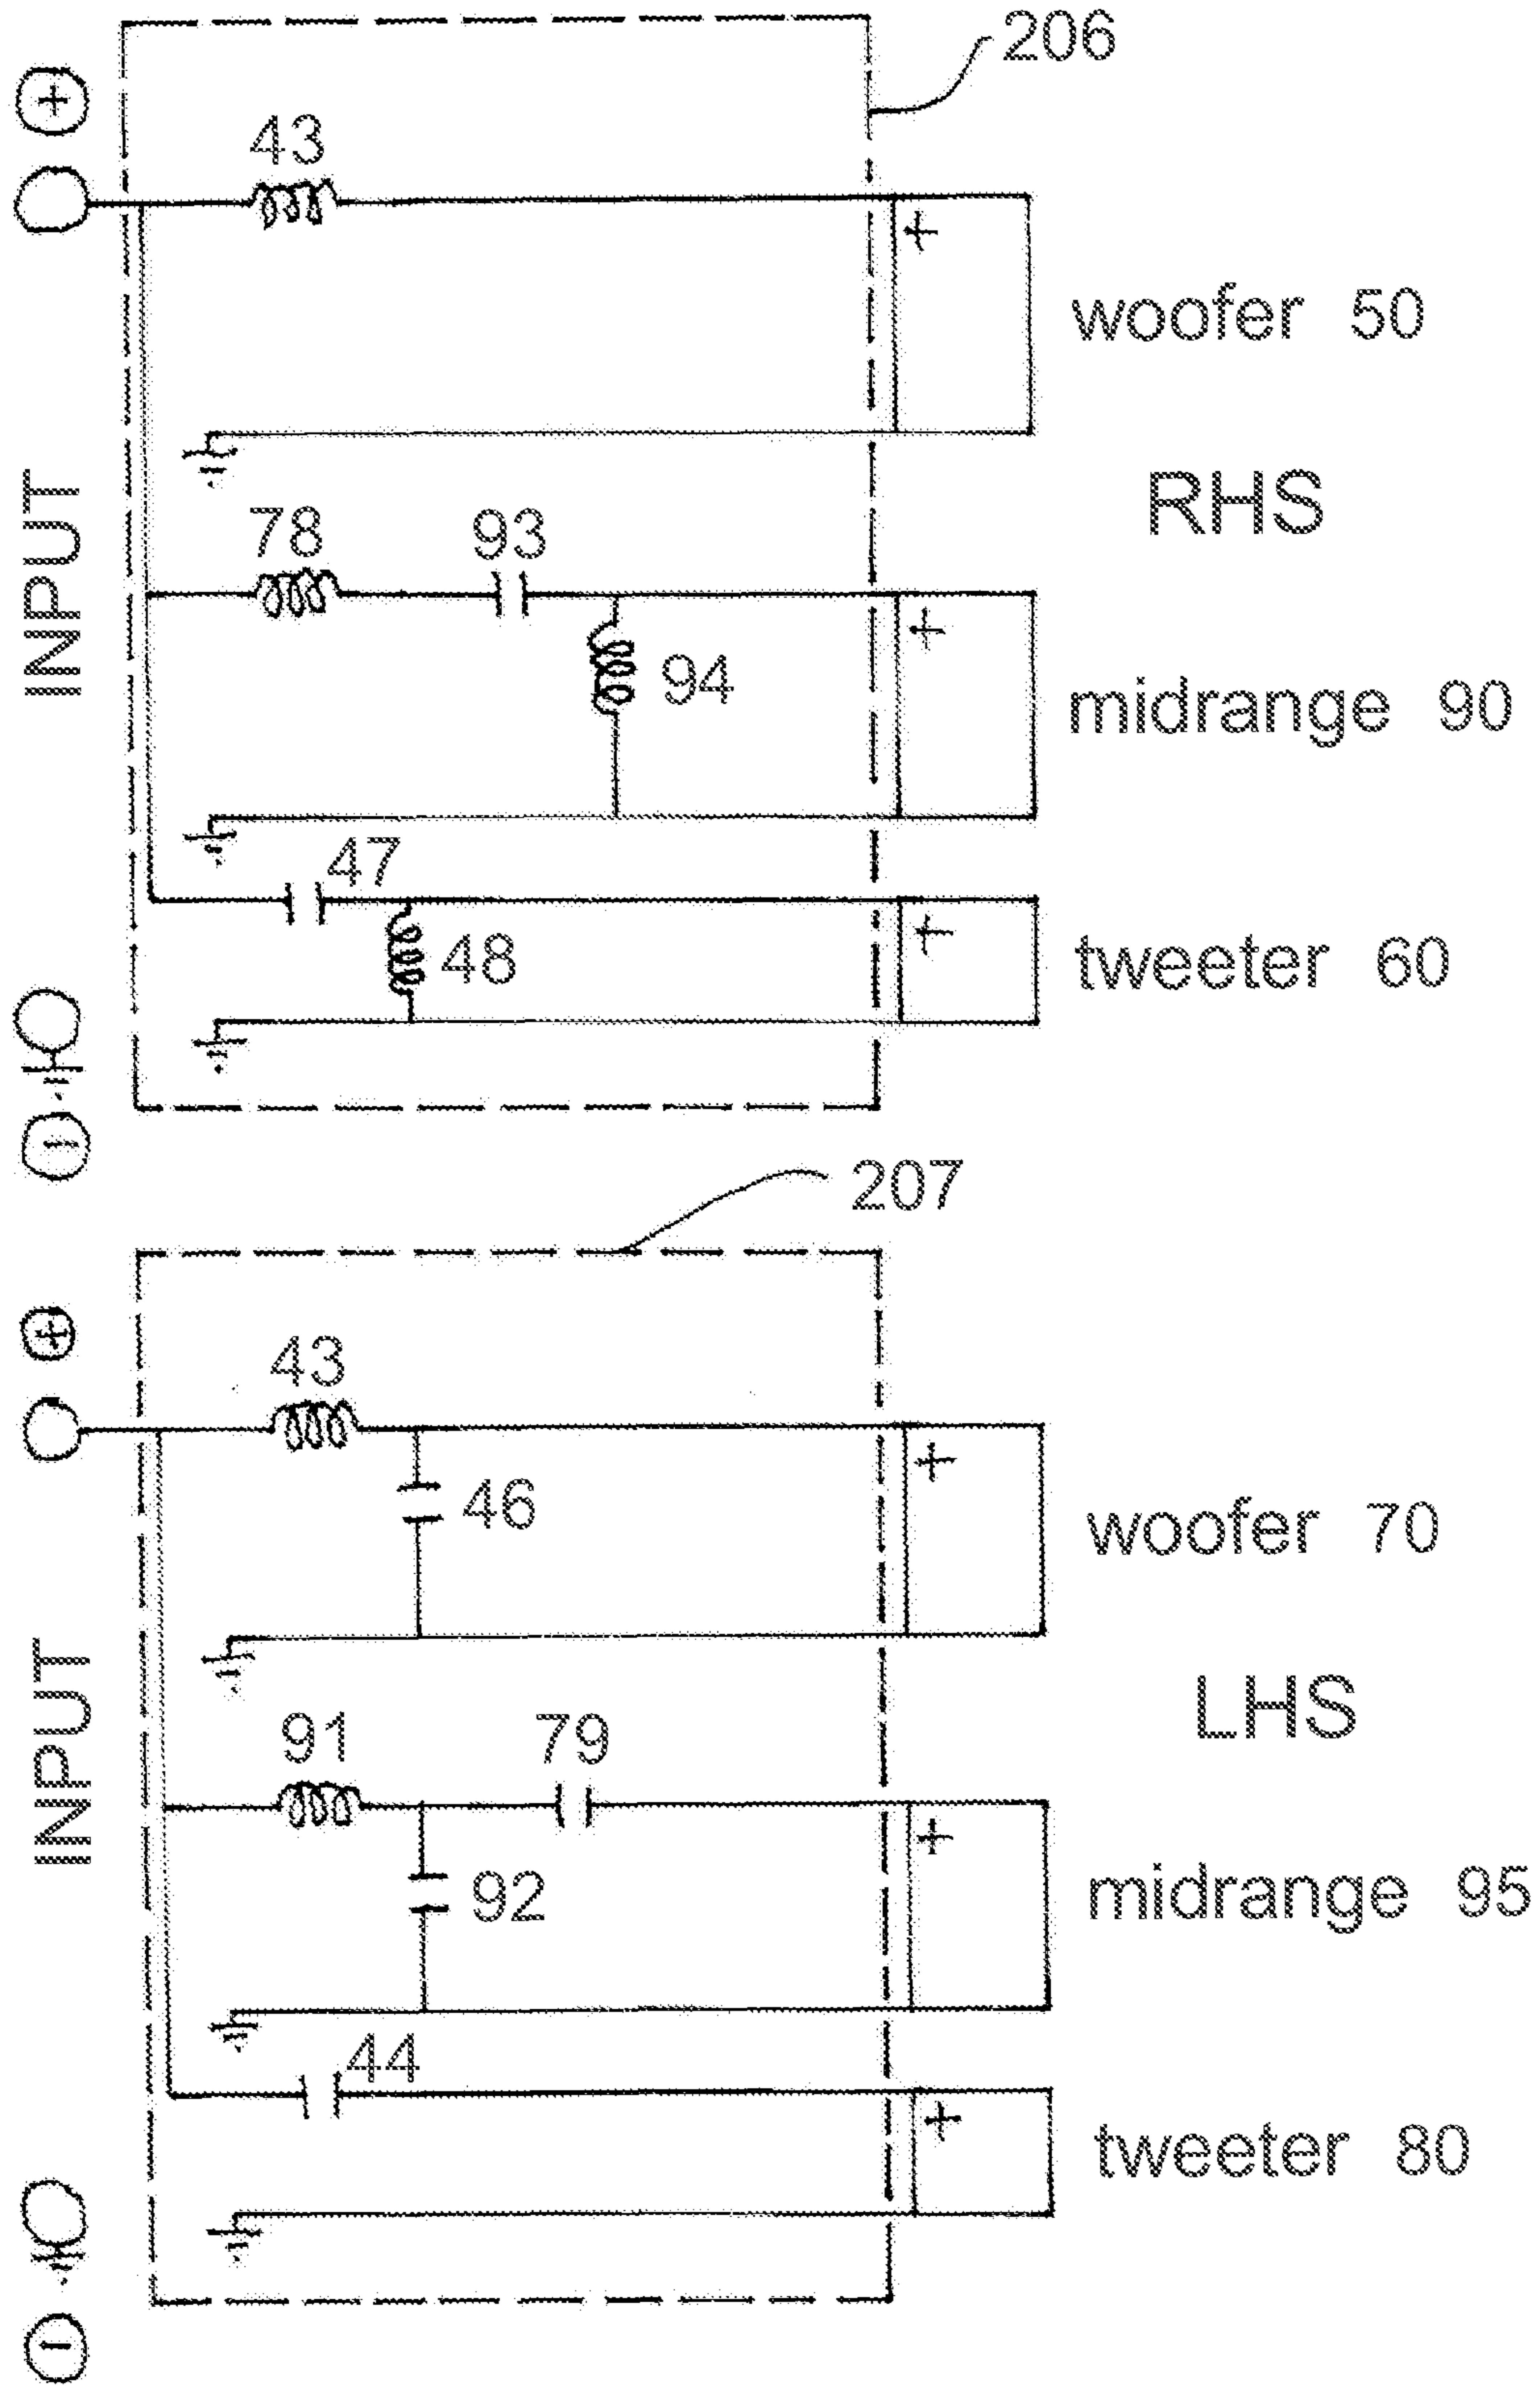 206
+
43
+
woofer 50
INPUT
RHS
78
93
+
94
midrange 90
47
+
48
tweeter 60
-
207
+
43
+
46
woofer 70
INPUT
LHS
91
79
+
92
midrange 95
44
+
tweeter 80
-